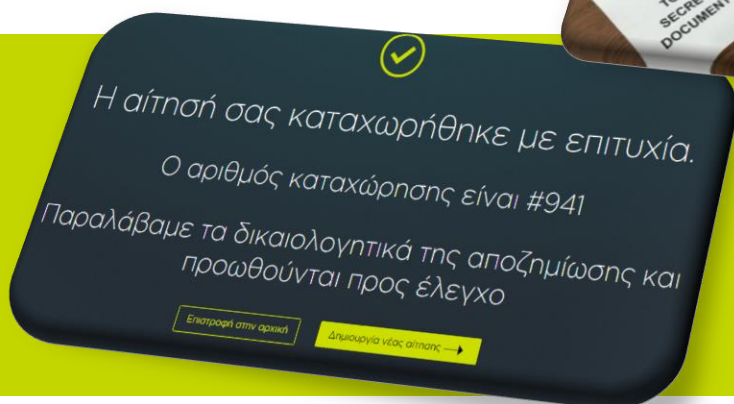 TO
SECRET
DOCUMENT
Η αίτησή σας καταχωρήθηκε με επιτυχία.
Ο αριθμός καταχώρησης είναι #941
Παραλάβαμε τα δικαιολογητικά της αποζημίωσης και
προωθούνται προς έλεγχο
Επιστροφή στην αρχική
Δημιουργία νέας αίτησης